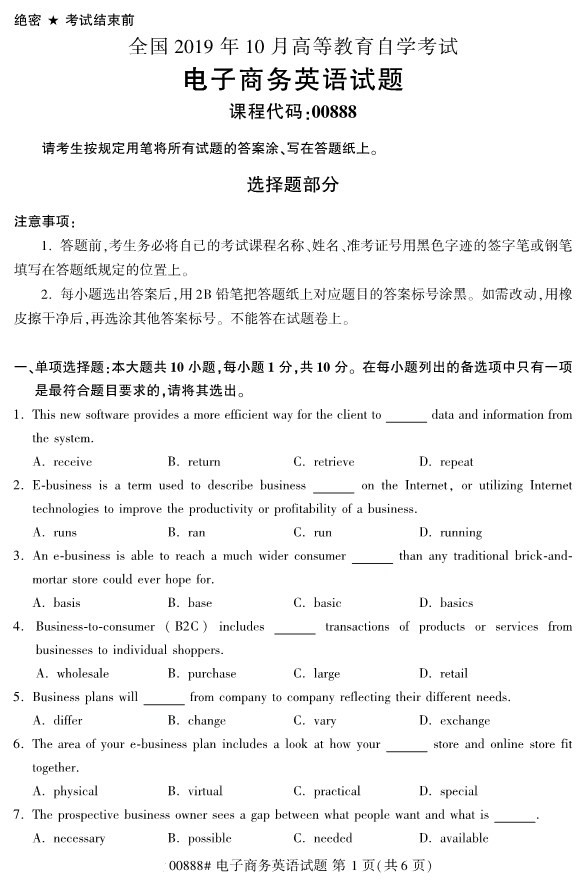 绝密 ★ 考试结束前
全国 2019 年 10 月高等教育自学考试
电子商务英语试题
课程代码:00888
请考生按规定用笔将所有试题的答案涂、写在答题纸上。
选择题部分
注意事项:
1. 答题前,考生务必将自己的考试课程名称、姓名、准考证号用黑色字迹的签字笔或钢笔
填写在答题纸规定的位置上。
2. 每小题选出答案后,用 2B 铅笔把答题纸上对应题目的答案标号涂黑。如需改动,用橡
皮擦干净后,再选涂其他答案标号。不能答在试题卷上。
一、单项选择题:本大题共 10 小题,每小题 1 分,共 10 分。在每小题列出的备选项中只有一项
是最符合题目要求的,请将其选出。
1. This new software provides a more efficient way for the client to ______ data and information from
the system.
A. receive B. return C. retrieve D. repeat
2. E-business is a term used to describe business ______ on the Internet, or utilizing Internet
technologies to improve the productivity or profitability of a business.
A. runs B. ran C. run D. running
3. An e-business is able to reach a much wider consumer ______ than any traditional brick-and-
mortar store could ever hope for.
A. basis B. base C. basic D. basics
4. Business-to-consumer (B2C) includes ______ transactions of products or services from
businesses to individual shoppers.
A. wholesale B. purchase C. large D. retail
5. Business plans will ______ from company to company reflecting their different needs.
A. differ B. change C. vary D. exchange
6. The area of your e-business plan includes a look at how your ______ store and online store fit
together.
A. physical B. virtual C. practical D. special
7. The prospective business owner sees a gap between what people want and what is ______.
A. necessary B. possible C. needed D. available
00888# 电子商务英语试题 第 1 页(共 6 页)